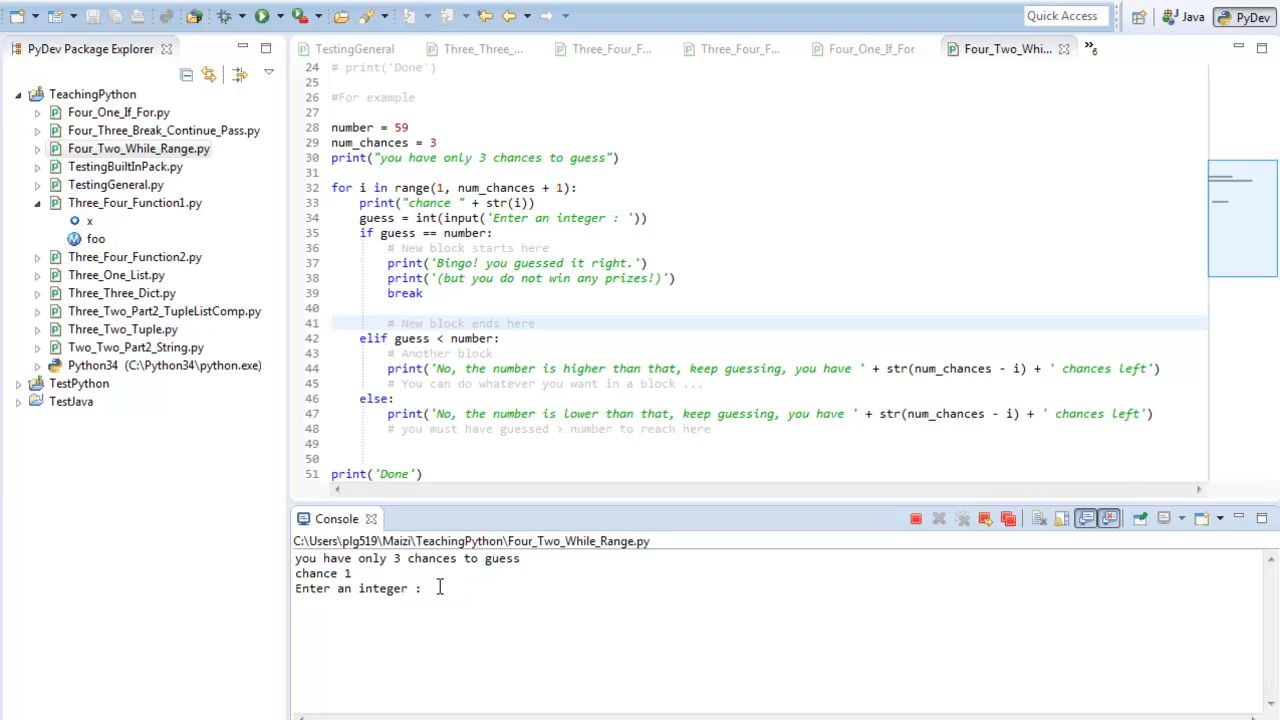 Quick Access
Java
PyDev
PyDev Package Explorer
TeachingPython
Four_One_If_For.py
Four_Three_Break_Continue_Pass.py
Four_Two_While_Range.py
TestingBuiltInPack.py
TestingGeneral.py
Three_Four_Function1.py
x
foo
Three_Four_Function2.py
Three_One_List.py
Three_Three_Dict.py
Three_Two_Part2_TupleListComp.py
Three_Two_Tuple.py
Two_Two_Part2_String.py
Python34 (C:\Python34\python.exe)
TestPython
TestJava
TestingGeneral
Three_Three_...
Three_Four_F...
Three_Four_F...
Four_One_If_For
Four_Two_Whi...
»6
24 # print('Done')
25
26 #For example
27
28 number = 59
29 num_chances = 3
30 print("you have only 3 chances to guess")
31
32 for i in range(1, num_chances + 1):
33 print("chance " + str(i))
34 guess = int(input('Enter an integer : '))
35 if guess == number:
36 # New block starts here
37 print('Bingo! you guessed it right.')
38 print('(but you do not win any prizes!)')
39 break
40
41 # New block ends here
42 elif guess < number:
43 # Another block
44 print('No, the number is higher than that, keep guessing, you have ' + str(num_chances - i) + ' chances left')
45 # You can do whatever you want in a block ...
46 else:
47 print('No, the number is lower than that, keep guessing, you have ' + str(num_chances - i) + ' chances left')
48 # you must have guessed > number to reach here
49
50
51 print('Done')
Console
C:\Users\plg519\Maizi\TeachingPython\Four_Two_While_Range.py
you have only 3 chances to guess
chance 1
Enter an integer :